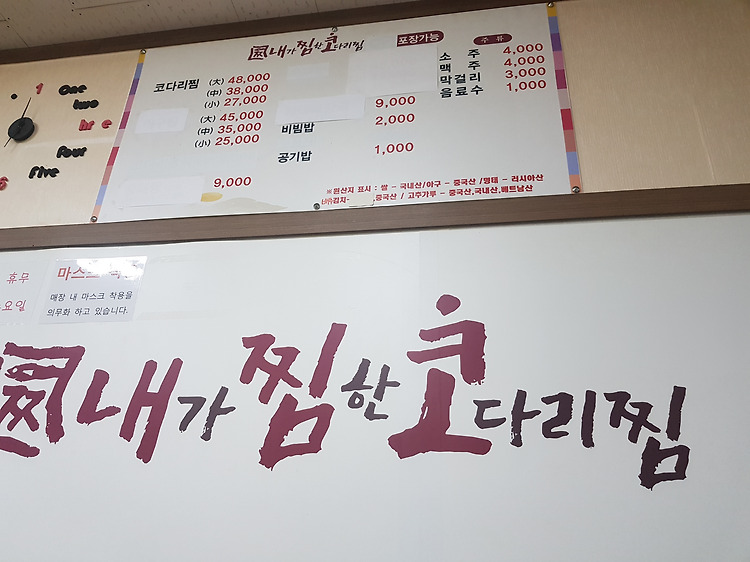 내가찜한코다리찜
포장가능
주 류
코다리찜 (大) 48,000
(中) 38,000
(小) 27,000
(大) 45,000
(中) 35,000
(小) 25,000
9,000
9,000
비빔밥 2,000
공기밥 1,000
소 주 4,000
맥 주 4,000
막걸리 3,000
음료수 1,000
※원산지 표시 : 쌀 - 국내산/아구 - 중국산 /명태 - 러시아산
김치- ,중국산 / 고추가루 - 중국산,국내산,베트남산
1 one
two
four
five
휴무
요일
마스크
매장 내 마스크 착용을
의무화 하고 있습니다.
내가찜한코다리찜